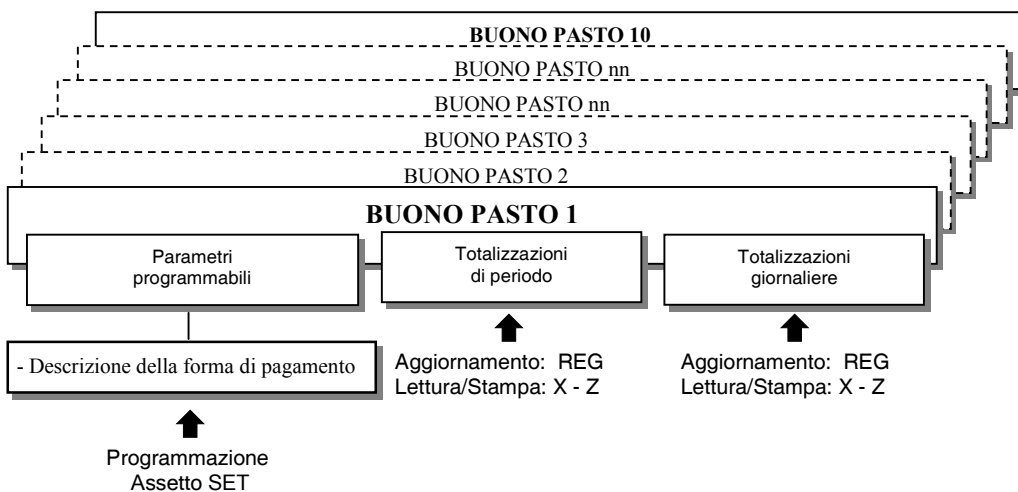 BUONO PASTO 10
BUONO PASTO nn
BUONO PASTO nn
BUONO PASTO 3
BUONO PASTO 2
BUONO PASTO 1
Parametri
programmabili
Totalizzazioni
di periodo
Totalizzazioni
giornaliere
- Descrizione della forma di pagamento
Aggiornamento: REG
Lettura/Stampa: X - Z
Aggiornamento: REG
Lettura/Stampa: X - Z
Programmazione
Assetto SET